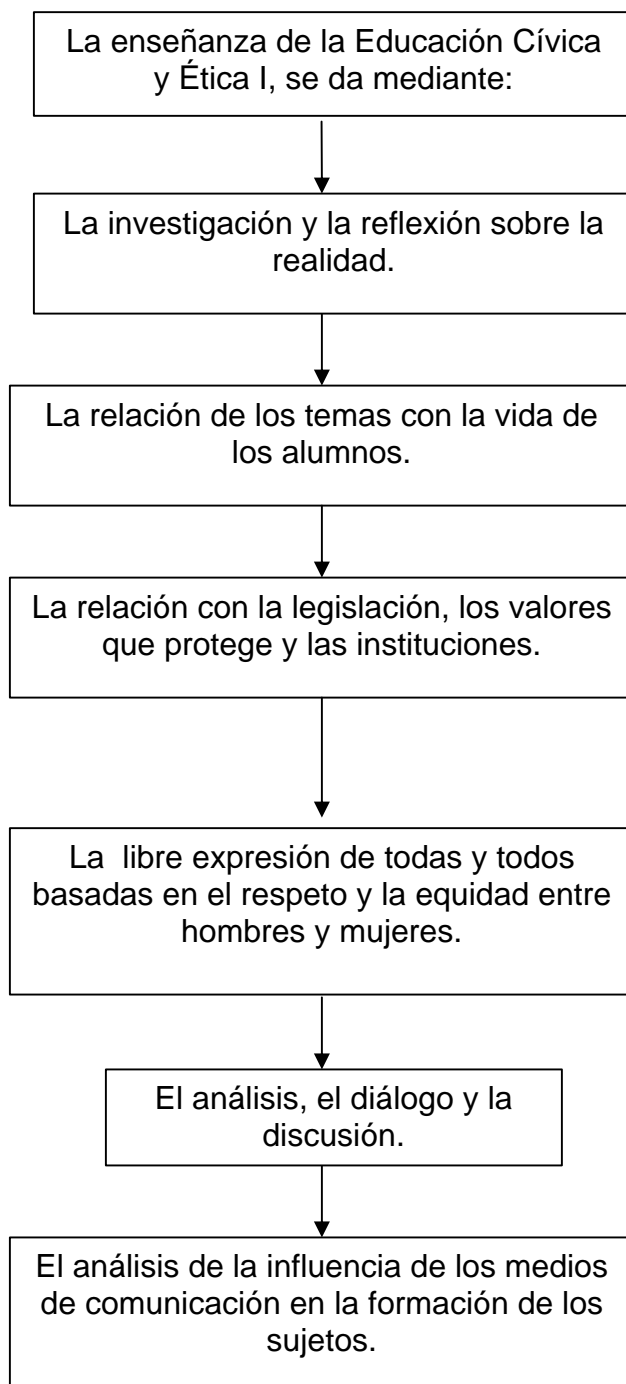 La enseñanza de la Educación Cívica
y Ética I, se da mediante:
La investigación y la reflexión sobre la
realidad.
La relación de los temas con la vida de
los alumnos.
La relación con la legislación, los valores
que protege y las instituciones.
La libre expresión de todas y todos
basadas en el respeto y la equidad entre
hombres y mujeres.
El análisis, el diálogo y la
discusión.
El análisis de la influencia de los medios
de comunicación en la formación de los
sujetos.